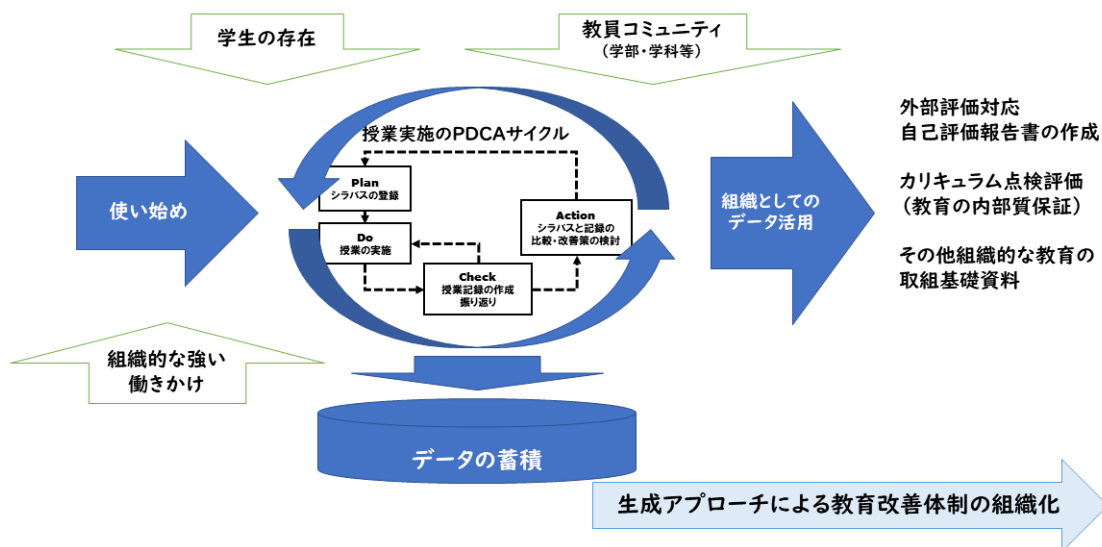 学生の存在
教員コミュニティ
（学部・学科等）
使い始め
授業実施のPDCAサイクル
Plan
シラバスの登録
Do
授業の実施
Check
授業記録の作成
振り返り
Action
シラバスと記録の
比較・改善策の検討
組織としての
データ活用
外部評価対応
自己評価報告書の作成
カリキュラム点検評価
（教育の内部質保証）
その他組織的な教育の
取組基礎資料
組織的な強い
働きかけ
データの蓄積
生成アプローチによる教育改善体制の組織化